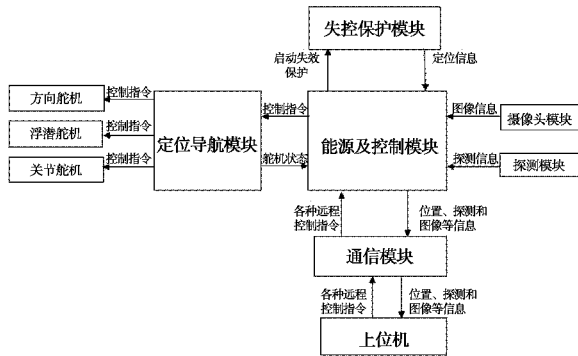 失控保护模块
启动失效
保护
定位信息
方向舵机
控制指令
浮潜舵机
控制指令
关节舵机
控制指令
定位导航模块
控制指令
舵机状态
能源及控制模块
图像信息
摄像头模块
探测信息
探测模块
各种远程
控制指令
位置、探测和
图像等信息
通信模块
各种远程
控制指令
位置、探测和
图像等信息
上位机